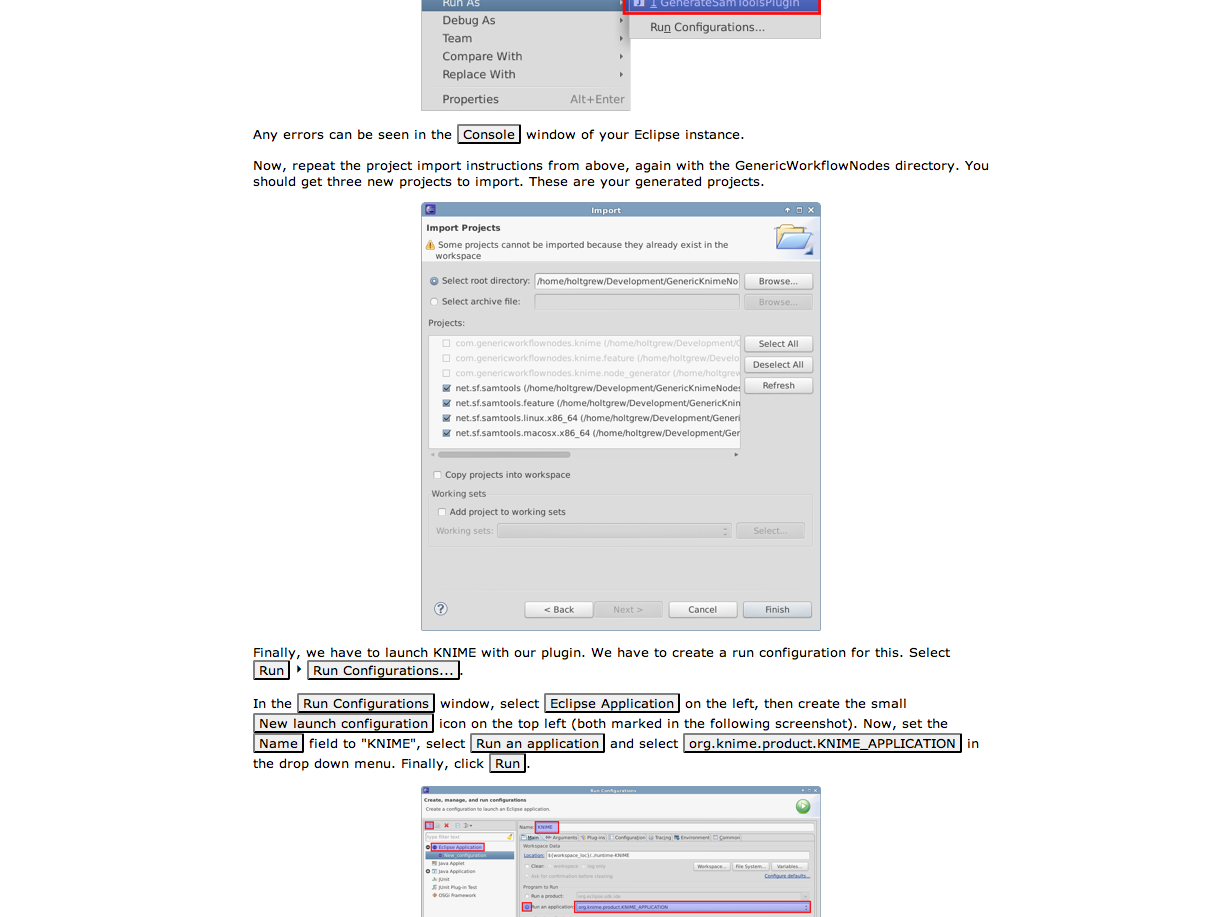 Run As
1 GenerateSamToolsPlugin
Debug As
Run Configurations...
Team
Compare With
Replace With
Properties Alt+Enter
Any errors can be seen in the Console window of your Eclipse instance.
Now, repeat the project import instructions from above, again with the GenericWorkflowNodes directory. You
should get three new projects to import. These are your generated projects.
Import
Import Projects
Some projects cannot be imported because they already exist in the
workspace
Select root directory: /home/holtgrew/Development/GenericKnimeNo Browse...
Select archive file: Browse...
Projects:
com.genericworkflownodes.knime (/home/holtgrew/Development/G
com.genericworkflownodes.knime.feature (/home/holtgrew/Develo
com.genericworkflownodes.knime.node_generator (/home/holtgrew
net.sf.samtools (/home/holtgrew/Development/GenericKnimeNodes
net.sf.samtools.feature (/home/holtgrew/Development/GenericKnin
net.sf.samtools.linux.x86_64 (/home/holtgrew/Development/Generi
net.sf.samtools.macosx.x86_64 (/home/holtgrew/Development/Ger
Select All
Deselect All
Refresh
Copy projects into workspace
Working sets
Add project to working sets
Working sets: Select...
< Back Next > Cancel Finish
Finally, we have to launch KNIME with our plugin. We have to create a run configuration for this. Select
Run Run Configurations... .
In the Run Configurations window, select Eclipse Application on the left, then create the small
New launch configuration icon on the top left (both marked in the following screenshot). Now, set the
Name field to "KNIME", select Run an application and select org.knime.product.KNIME_APPLICATION in
the drop down menu. Finally, click Run .
Run Configurations
Create, manage, and run configurations
Create a configuration to launch an Eclipse application.
Name: KNIME
type filter text
Main Arguments Plug-ins Configuration Tracing Environment Common
Eclipse Application
New_configuration
Java Applet
Java Application
JUnit
JUnit Plug-in Test
OSGi Framework
Workspace Data
Location: ${workspace_loc}/../runtime-KNIME
Clear: workspace log only Workspace... File System... Variables...
Ask for confirmation before clearing Configure defaults...
Program to Run
Run a product: org.eclipse.sdk.ide
Run an application: org.knime.product.KNIME_APPLICATION